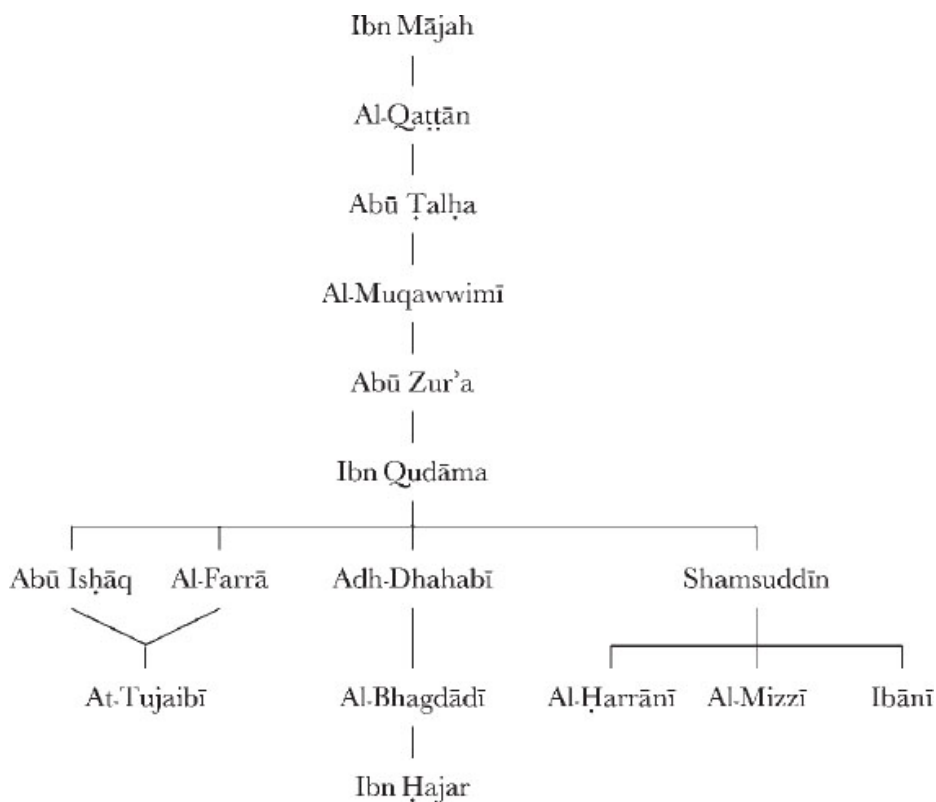 Ibn Mājah
Al-Qaṭṭān
Abū Ṭalḥa
Al-Muqawwimī
Abū Zur’a
Ibn Qudāma
Abū Isḥāq Al-Farrā Adh-Dhahabī Shamsuddīn
At-Tujaibī Al-Bhagdādī Al-Ḥarrānī Al-Mizzī Ibānī
Ibn Ḥajar